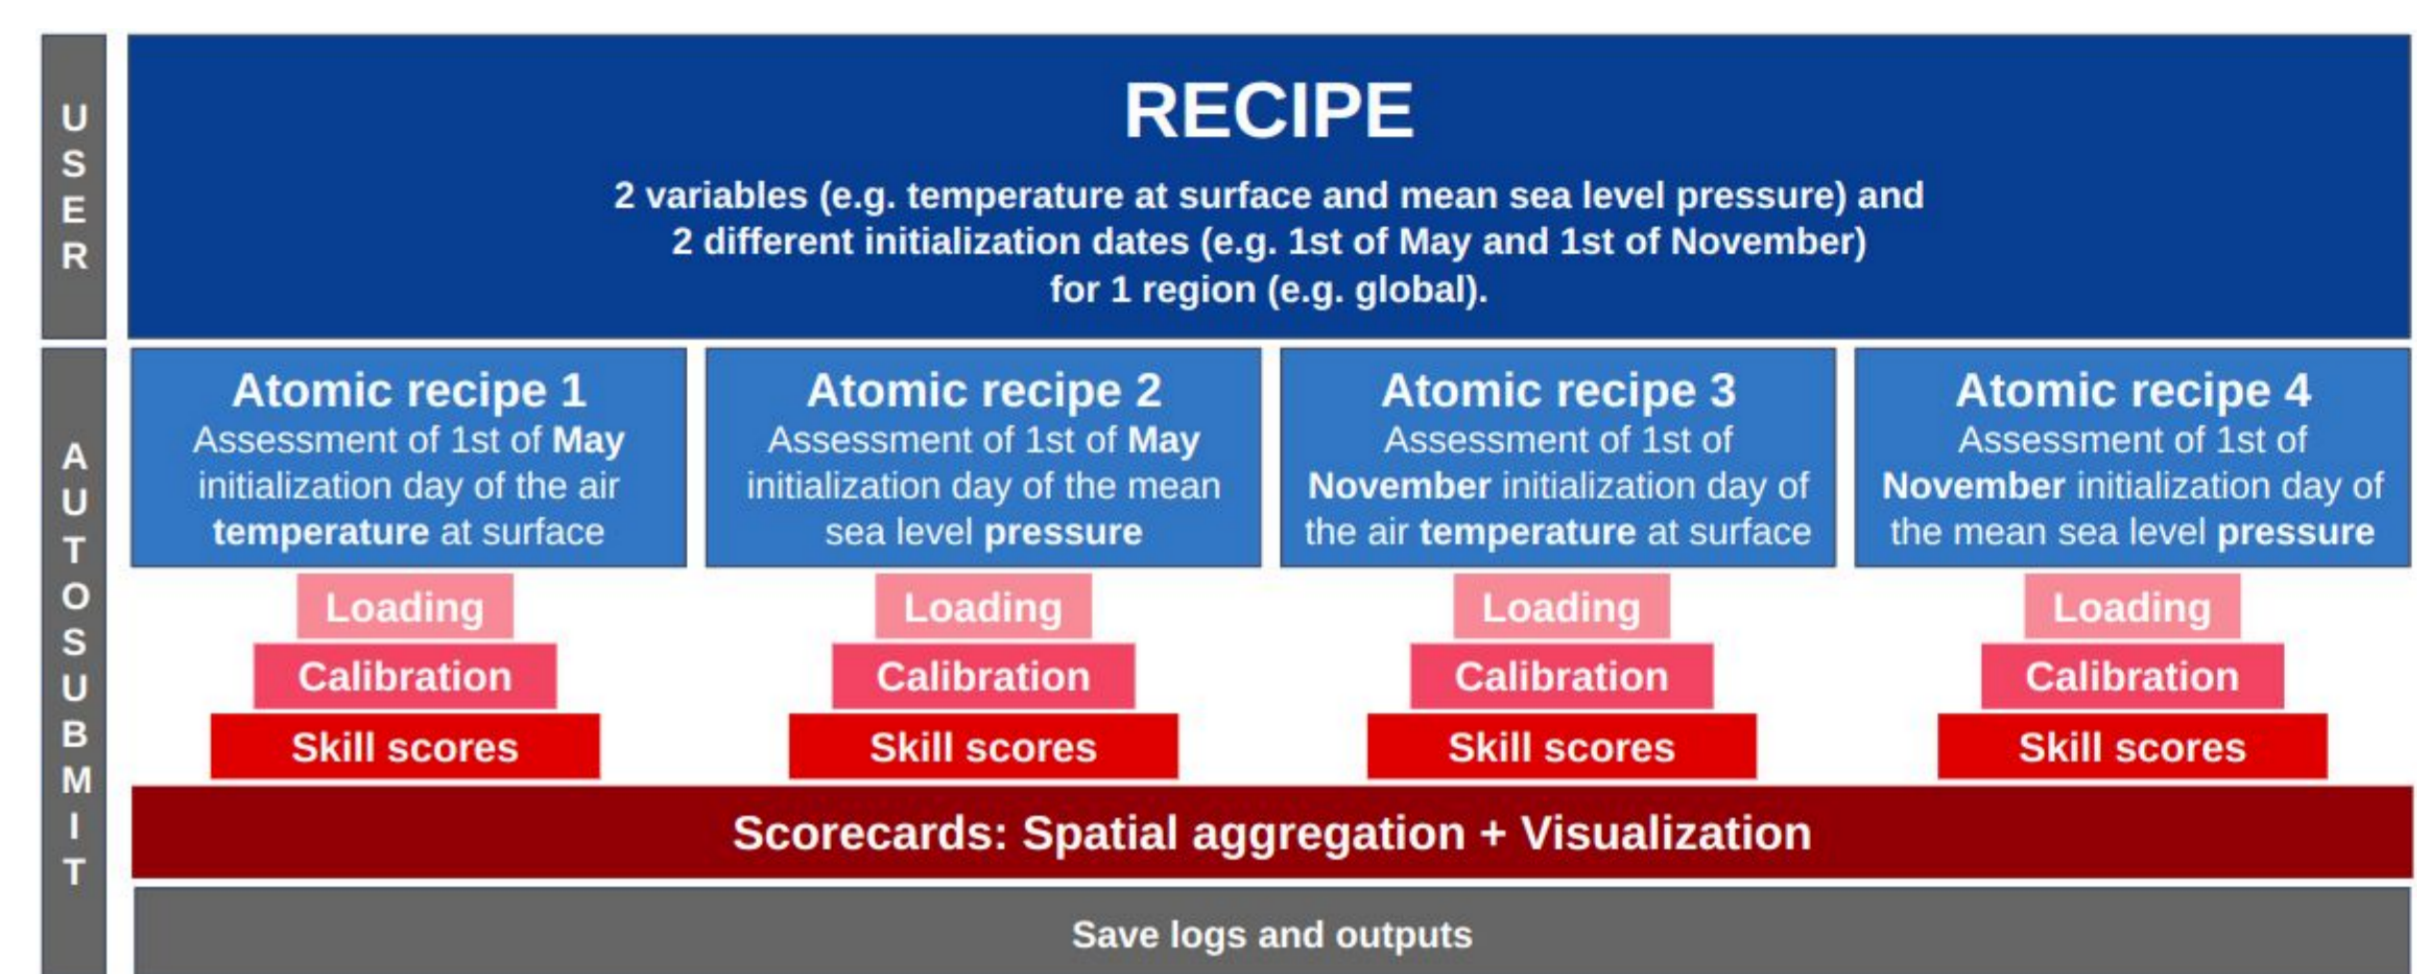 USER
RECIPE
2 variables (e.g. temperature at surface and mean sea level pressure) and
2 different initialization dates (e.g. 1st of May and 1st of November)
for 1 region (e.g. global).
AUTOSUBMIT
Atomic recipe 1
Assessment of 1st of May
initialization day of the air
temperature at surface
Loading
Calibration
Skill scores
Atomic recipe 2
Assessment of 1st of May
initialization day of the mean
sea level pressure
Loading
Calibration
Skill scores
Atomic recipe 3
Assessment of 1st of
November initialization day of
the air temperature at surface
Loading
Calibration
Skill scores
Atomic recipe 4
Assessment of 1st of
November initialization day of
the mean sea level pressure
Loading
Calibration
Skill scores
Scorecards: Spatial aggregation + Visualization
Save logs and outputs